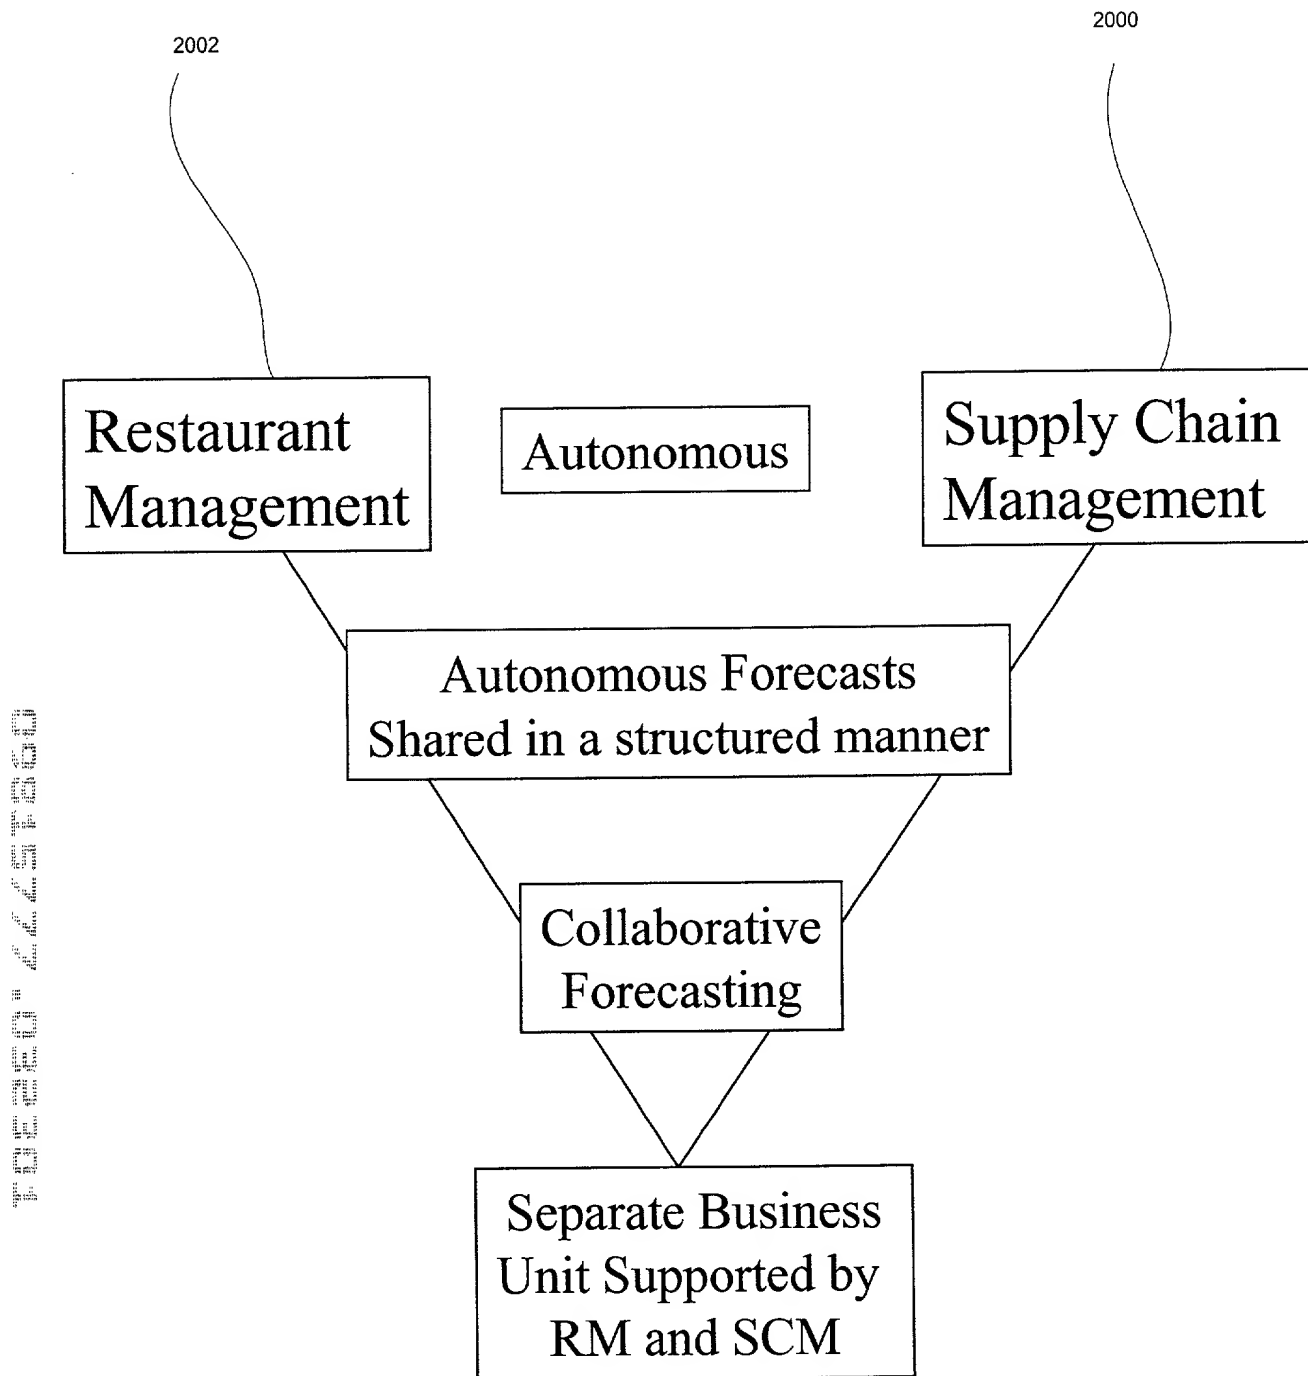 2002
2000
Restaurant
Management
Autonomous
Supply Chain
Management
Autonomous Forecasts
Shared in a structured manner
Collaborative
Forecasting
Separate Business
Unit Supported by
RM and SCM